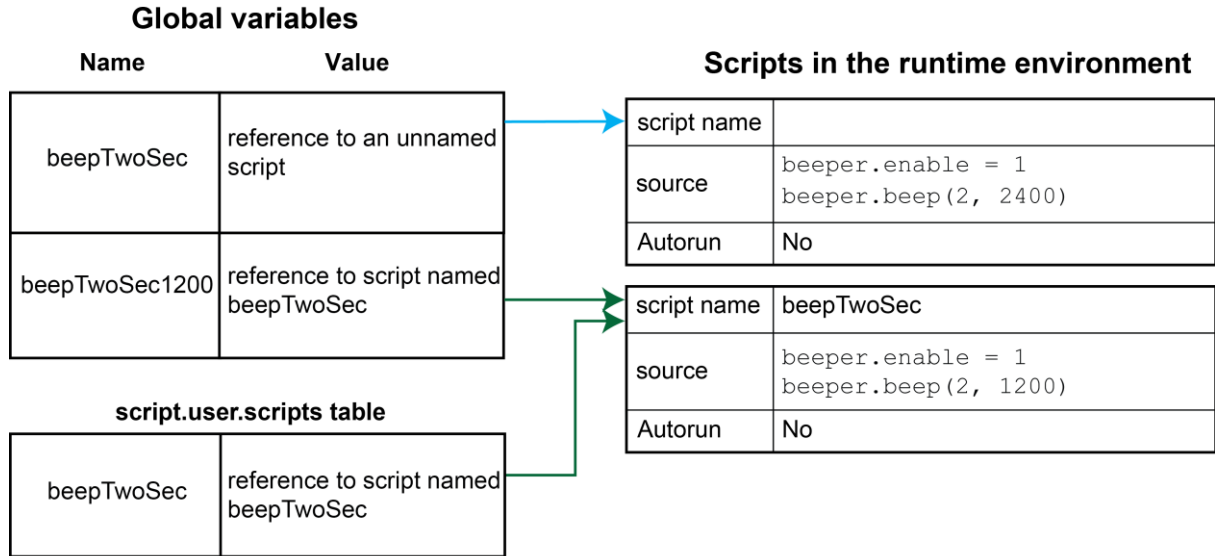 Global variables
Name Value
beepTwoSec
reference to an unnamed
script
beepTwoSec1200
reference to script named
beepTwoSec
script.user.scripts table
beepTwoSec
reference to script named
beepTwoSec
Scripts in the runtime environment
script name
source
beeper.enable = 1
beeper.beep(2, 2400)
Autorun No
script name beepTwoSec
source
beeper.enable = 1
beeper.beep(2, 1200)
Autorun No